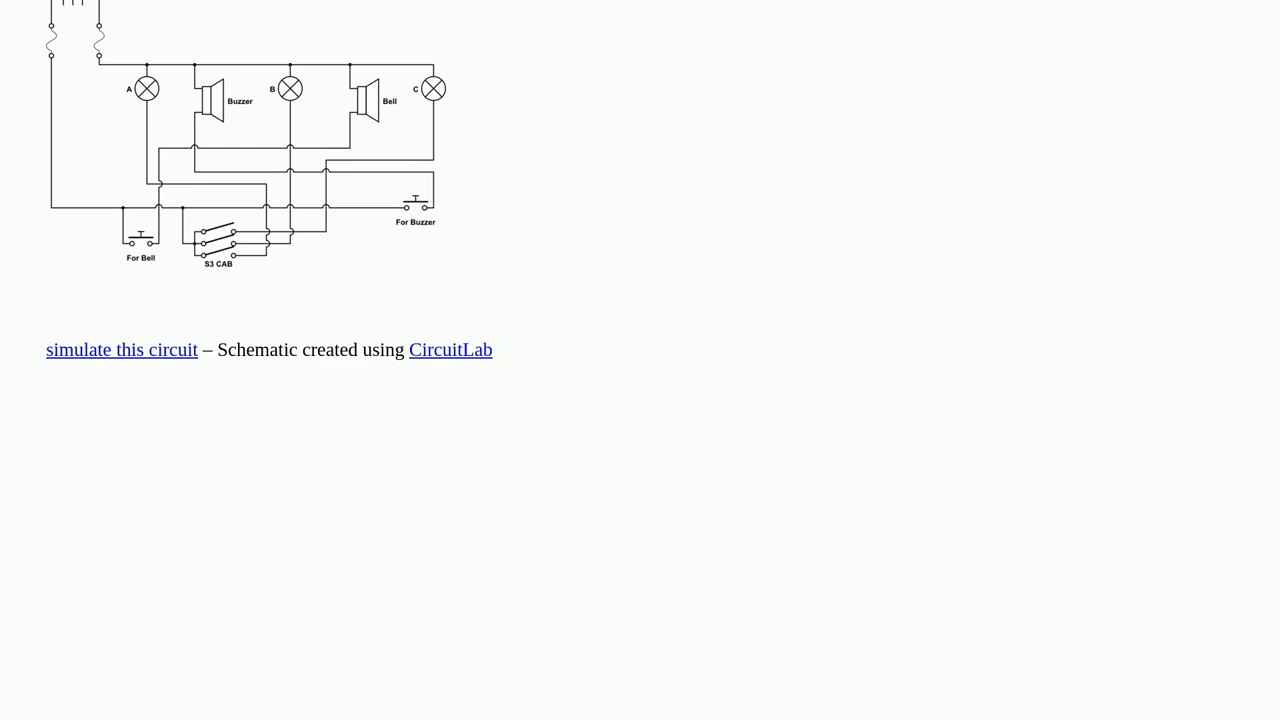 A
Buzzer
B
Bell
C
For Buzzer
For Bell
S3 CAB
simulate this circuit – Schematic created using CircuitLab